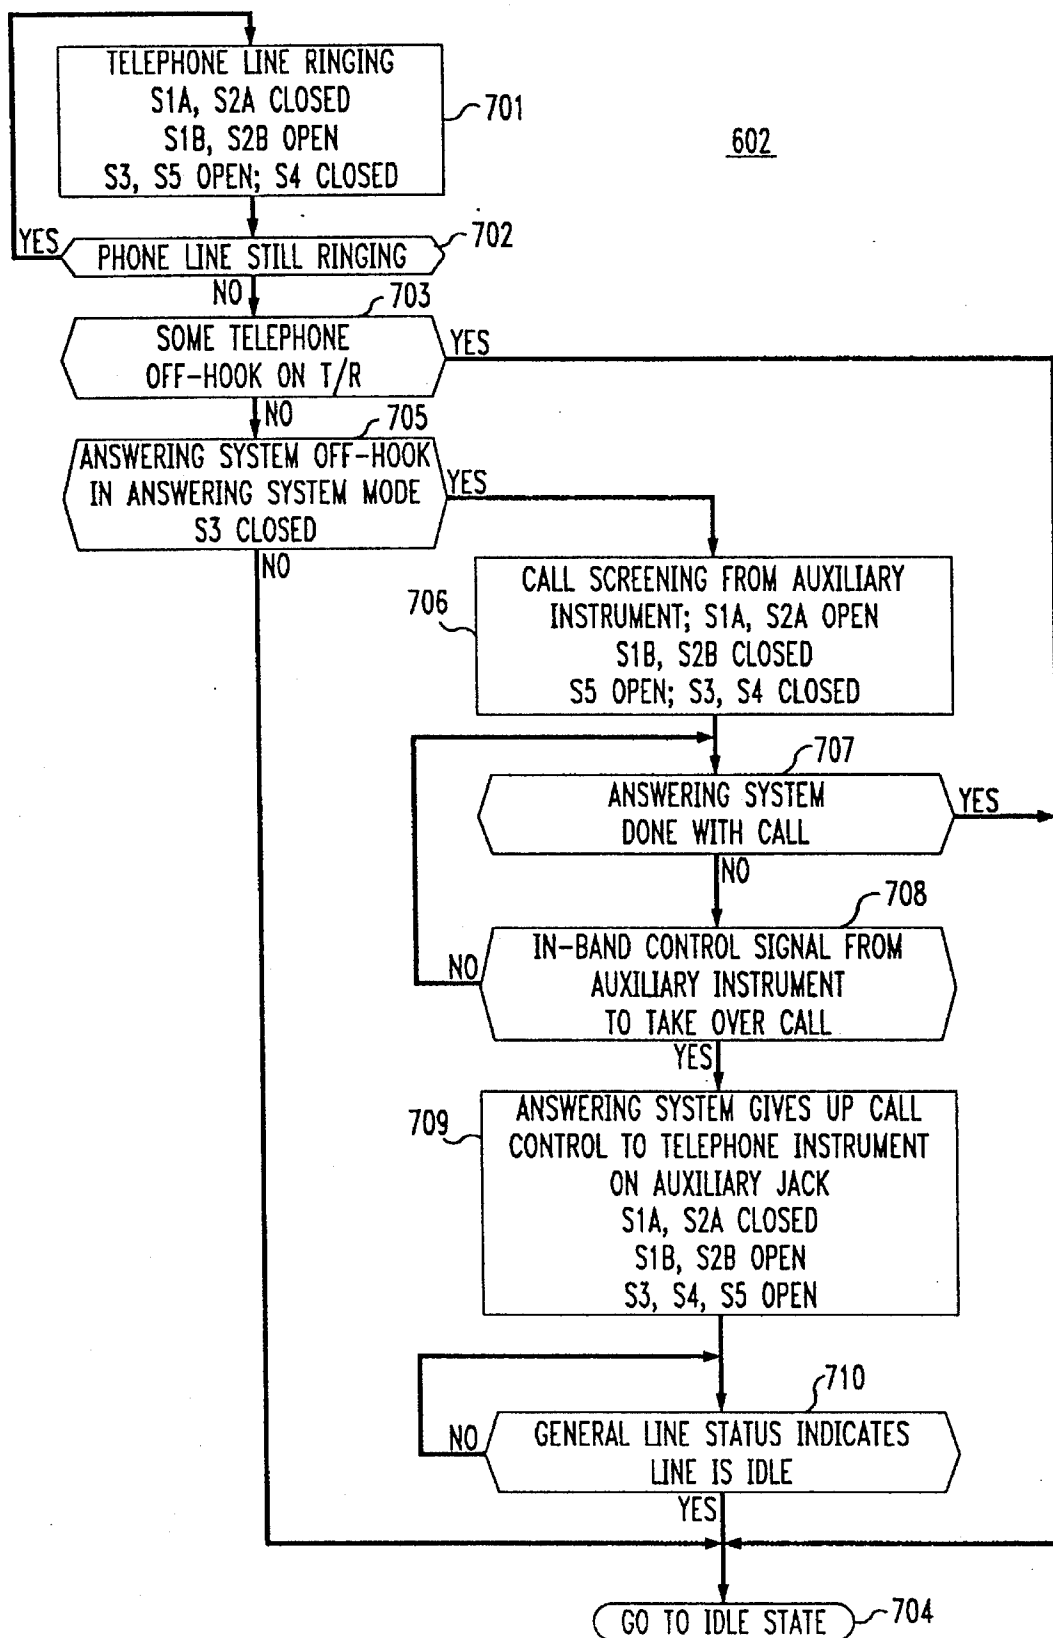 TELEPHONE LINE RINGING
S1A, S2A CLOSED
S1B, S2B OPEN
S3, S5 OPEN; S4 CLOSED
701
602
YES
PHONE LINE STILL RINGING
702
NO
703
SOME TELEPHONE
OFF-HOOK ON T/R
YES
NO
705
ANSWERING SYSTEM OFF-HOOK
IN ANSWERING SYSTEM MODE
S3 CLOSED
YES
NO
706
CALL SCREENING FROM AUXILIARY
INSTRUMENT; S1A, S2A OPEN
S1B, S2B CLOSED
S5 OPEN; S3, S4 CLOSED
707
ANSWERING SYSTEM
DONE WITH CALL
YES
NO
708
IN-BAND CONTROL SIGNAL FROM
AUXILIARY INSTRUMENT
TO TAKE OVER CALL
NO
YES
709
ANSWERING SYSTEM GIVES UP CALL
CONTROL TO TELEPHONE INSTRUMENT
ON AUXILIARY JACK
S1A, S2A CLOSED
S1B, S2B OPEN
S3, S4, S5 OPEN
710
GENERAL LINE STATUS INDICATES
LINE IS IDLE
NO
YES
GO TO IDLE STATE
704